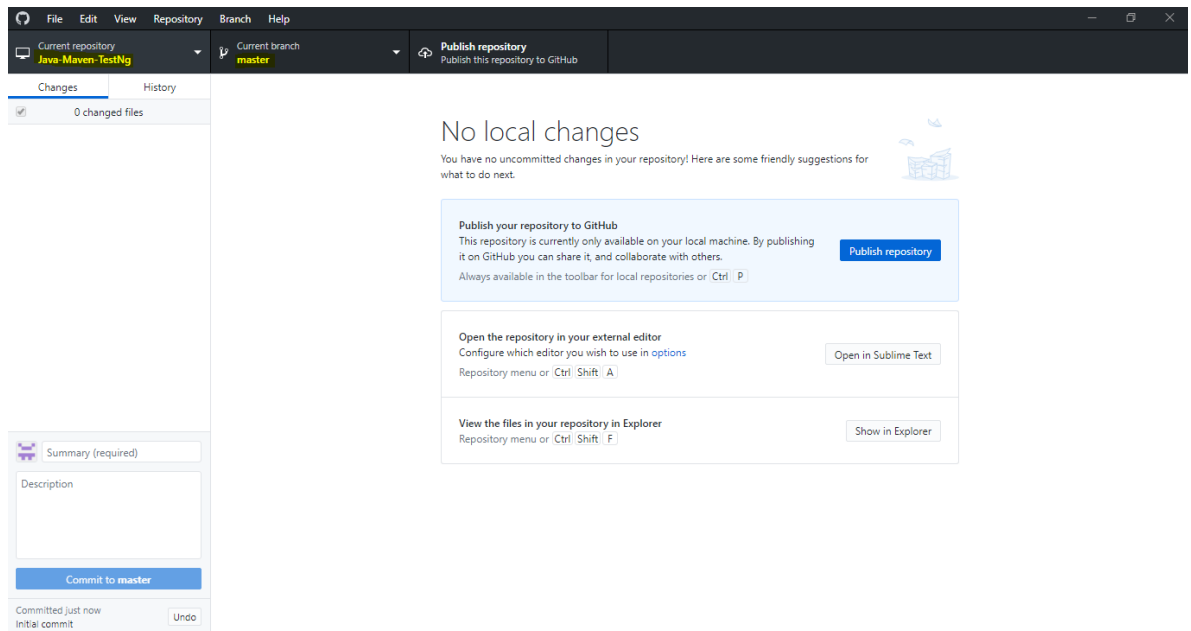 File Edit View Repository Branch Help
Current repository
Java-Maven-TestNg
Current branch
master
Publish repository
Publish this repository to GitHub
Changes History
0 changed files
No local changes
You have no uncommitted changes in your repository! Here are some friendly suggestions for
what to do next.
Publish your repository to GitHub
This repository is currently only available on your local machine. By publishing
it on GitHub you can share it, and collaborate with others.
Always available in the toolbar for local repositories or Ctrl P
Publish repository
Open the repository in your external editor
Configure which editor you wish to use in options
Repository menu or Ctrl Shift A
Open in Sublime Text
View the files in your repository in Explorer
Repository menu or Ctrl Shift F
Show in Explorer
Summary (required)
Description
Commit to master
Committed just now
Initial commit
Undo